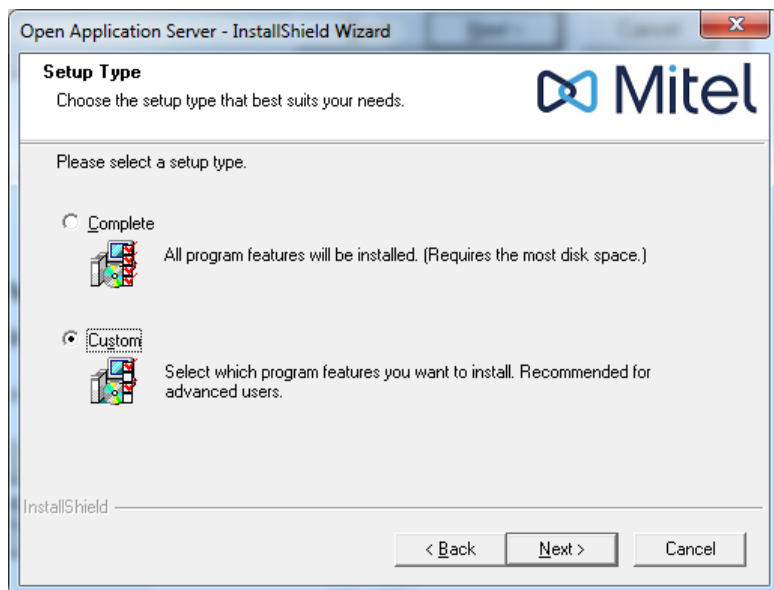 Open Application Server - InstallShield Wizard
Setup Type
Choose the setup type that best suits your needs.
Mitel
Please select a setup type.
Complete
All program features will be installed. (Requires the most disk space.)
Custom
Select which program features you want to install. Recommended for
advanced users.
InstallShield
< Back
Next >
Cancel